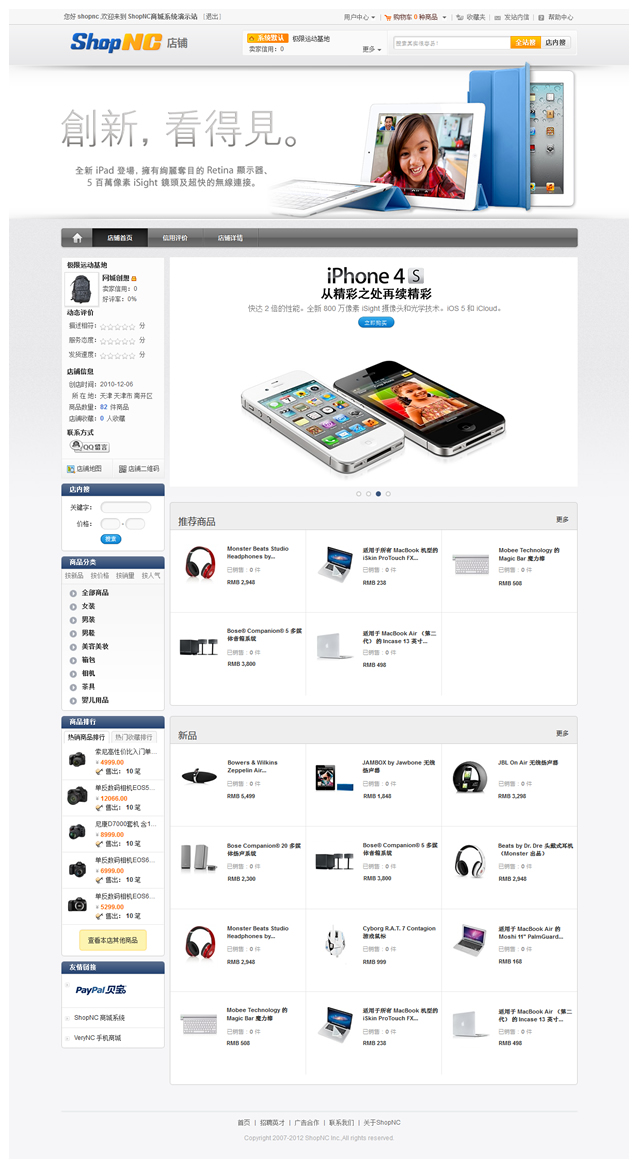 您好 shopnc ,欢迎来到 ShopNC商城系统演示站 [退出]
用户中心 购物车 0 种商品 收藏夹 站内信 帮助中心
ShopNC 店铺
系统默认 极限运动基地
卖家信用: 0 更多
全站搜 店内搜
創新, 看得見。
全新 iPad 登場, 擁有絢麗奪目的 Retina 顯示器、
5 百萬像素 iSight 鏡頭及超快的無線連接。
店铺首页 信用评价 店铺详情
极限运动基地
网城创想
卖家信用: 0
好评率: 0%
动态评价
描述相符: 分
服务态度: 分
发货速度: 分
店铺信息
创店时间: 2010-12-06
所 在 地: 天津 天津市 南开区
商品数量: 82 件商品
店铺收藏: 0 人收藏
联系方式
QQ留言
店铺地图 店铺二维码
店内搜
关键字:
价格: -
搜索
商品分类
按新品 按价格 按销量 按人气
全部商品
女装
男装
男鞋
美容美妆
箱包
相机
茶具
婴儿用品
商品排行
热销商品排行 热门收藏排行
索尼高性价比入门单...
¥ 4999.00
售出: 10 笔
单反数码相机EOS5...
¥ 12066.00
售出: 10 笔
尼康D7000套机 含1...
¥ 8999.00
售出: 10 笔
单反数码相机EOS6...
¥ 6999.00
售出: 10 笔
单反数码相机EOS6...
¥ 5299.00
售出: 10 笔
查看本店其他商品
友情链接
PayPal 贝宝
ShopNC 商城系统
VeryNC 手机商城
iPhone 4 S
从精彩之处再续精彩
快达 2 倍的性能。全新 800 万像素 iSight 摄像头和光学技术。iOS 5 和 iCloud。
立即购买
推荐商品 更多
Monster Beats Studio
Headphones by...
已销售: 0 件
RMB 2,948
适用于所有 MacBook 机型的
iSkin ProTouch FX...
已销售: 0 件
RMB 238
Mobee Technology 的
Magic Bar 魔力棒
已销售: 0 件
RMB 508
Bose® Companion® 5 多媒
体音箱系统
已销售: 0 件
RMB 3,800
适用于 MacBook Air (第二
代) 的 Incase 13 英寸...
已销售: 0 件
RMB 498
新品 更多
Bowers & Wilkins
Zeppelin Air...
已销售: 0 件
RMB 5,499
JAMBOX by Jawbone 无线
扬声器
已销售: 0 件
RMB 1,848
JBL On Air 无线扬声器
已销售: 0 件
RMB 3,298
Bose Companion® 20 多媒
体扬声系统
已销售: 0 件
RMB 2,300
Bose® Companion® 5 多媒
体音箱系统
已销售: 0 件
RMB 3,800
Beats by Dr. Dre 头戴式耳机
(Monster 出品)
已销售: 0 件
RMB 2,948
Monster Beats Studio
Headphones by...
已销售: 0 件
RMB 2,948
Cyborg R.A.T. 7 Contagion
游戏鼠标
已销售: 0 件
RMB 999
适用于 MacBook Air 的
Moshi 11" PalmGuard...
已销售: 0 件
RMB 168
Mobee Technology 的
Magic Bar 魔力棒
已销售: 0 件
RMB 508
适用于所有 MacBook 机型的
iSkin ProTouch FX...
已销售: 0 件
RMB 238
适用于 MacBook Air (第二
代) 的 Incase 13 英寸...
已销售: 0 件
RMB 498
首页 | 招聘英才 | 广告合作 | 联系我们 | 关于ShopNC
Copyright 2007-2012 ShopNC Inc.,All rights reserved.